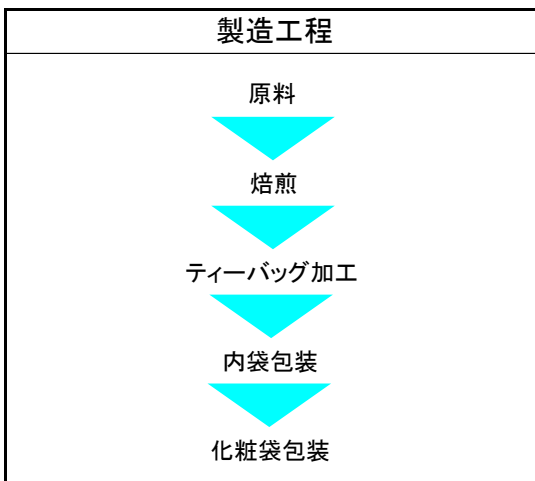 製造工程
原料
焙煎
ティーバッグ加工
内袋包装
化粧袋包装